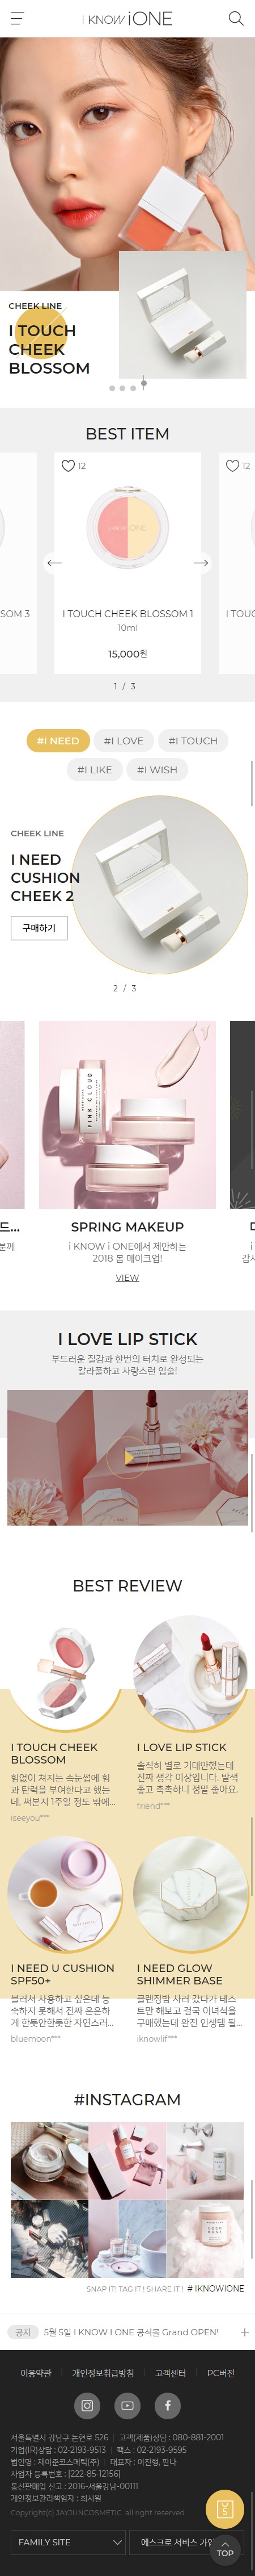 i KNOW iONE
CHEEK LINE
I TOUCH
CHEEK
BLOSSOM
BEST ITEM
12
12
SOM 3
I TOUCH CHEEK BLOSSOM 1
I TOUC
10ml
15,000원
1 / 3
#I NEED
#I LOVE
#I TOUCH
#I LIKE
#I WISH
CHEEK LINE
I NEED
CUSHION
CHEEK 2
구매하기
2 / 3
PINK CLOUD
드...
SPRING MAKEUP
분께
i KNOW i ONE에서 제안하는
2018 봄 메이크업!
감사
VIEW
I LOVE LIP STICK
부드러운 질감과 한번의 터치로 완성되는
칼라풀하고 사랑스런 입술!
BEST REVIEW
I TOUCH CHEEK
BLOSSOM
힘없이 쳐지는 속눈썹에 힘
과 탄력을 부여한다고 했는
데, 써본지 1주일 정도 밖에...
iseeyou***
I LOVE LIP STICK
솔직히 별로 기대안했는데
진짜 생각 이상입니다. 발색
좋고 촉촉하니 정말 좋아요.
friend***
I NEED U CUSHION
SPF50+
블러셔 사용하고 싶은데 능
숙하지 못해서 진짜 은은하
게 한듯안한듯한 자연스러...
bluemoon***
I NEED GLOW
SHIMMER BASE
클렌징밤 사러 갔다가 테스
트만 해보고 결국 이녀석을
구매했는데 완전 인생템 될...
iknowlif***
#INSTAGRAM
SNAP IT! TAG IT ! SHARE IT ! # IKNOWIONE
공지
5월 5일 I KNOW I ONE 공식몰 Grand OPEN!
이용약관
개인정보취급방침
고객센터
PC버전
서울특별시 강남구 논현로 526 | 고객(제품)상담 : 080-881-2001
기업(IR)상담 : 02-2193-9513 | 팩스 : 02-2193-9595
법인명 : 제이준코스메틱(주) | 대표자 : 이진형, 판나
사업자 등록번호 : [222-85-12156]
통신판매업 신고 : 2016-서울강남-00111
개인정보관리책임자 : 최시원
Copyright(c) JAYJUNCOSMETIC. all right reserved.
FAMILY SITE
에스크로 서비스 가입
TOP